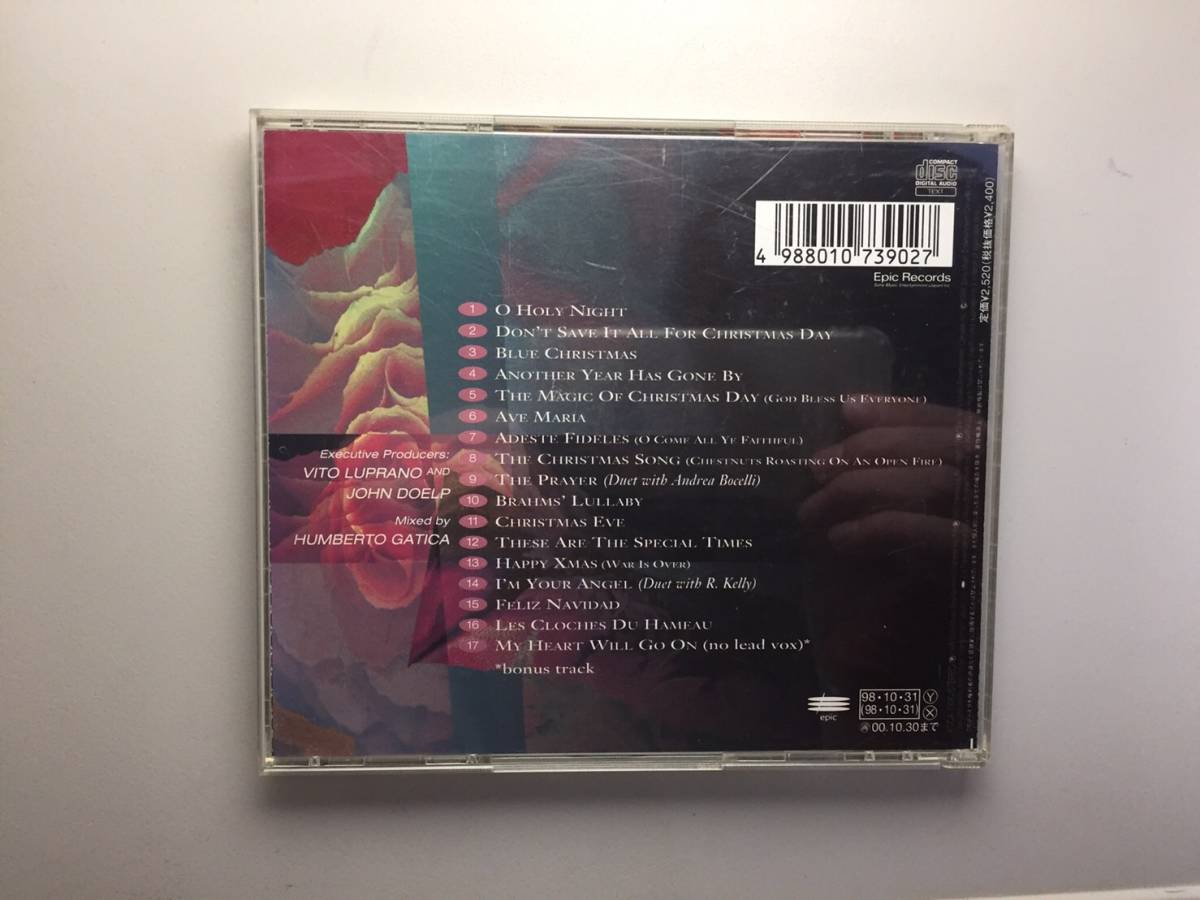 COMPACT
disc
DIGITAL AUDIO
TEXT
4 988010 739027
Epic Records
Sony Music Entertainment (Japan) Inc.
定価¥2,520(税抜価格¥2,400)
1 O Holy Night
2 Don't Save It All For Christmas Day
3 Blue Christmas
4 Another Year Has Gone By
5 The Magic Of Christmas Day (God Bless Us Everyone)
6 Ave Maria
7 Adeste Fideles (O Come All Ye Faithful)
8 The Christmas Song (Chestnuts Roasting On An Open Fire)
9 The Prayer (Duet with Andrea Bocelli)
10 Brahms' Lullaby
11 Christmas Eve
12 These Are The Special Times
13 Happy Xmas (War Is Over)
14 I'm Your Angel (Duet with R. Kelly)
15 Feliz Navidad
16 Les Cloches Du Hameau
17 My Heart Will Go On (no lead vox)*
*bonus track
Executive Producers:
VITO LUPRANO AND
JOHN DOELP
Mixed by
HUMBERTO GATICA
epic
98・10・31 Y
(98・10・31) X
00.10.30まで